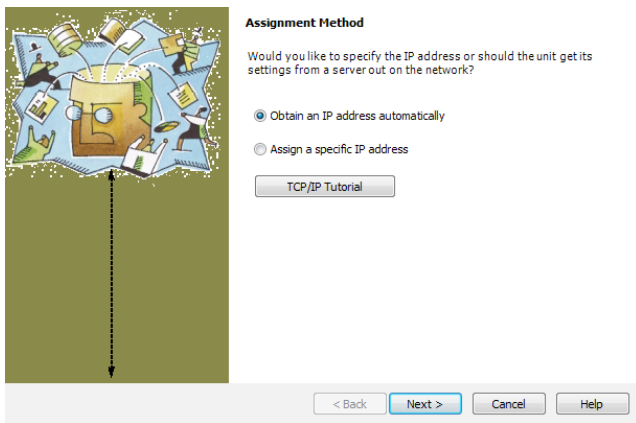 Assignment Method
Would you like to specify the IP address or should the unit get its
settings from a server out on the network?
Obtain an IP address automatically
Assign a specific IP address
TCP/IP Tutorial
< Back
Next >
Cancel
Help